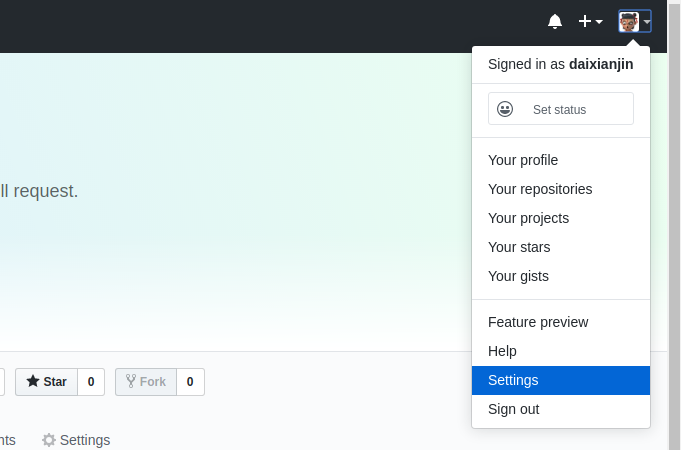 Signed in as daixianjin
Set status
Your profile
ll request.
Your repositories
Your projects
Your stars
Your gists
Feature preview
Help
Star 0 Fork 0
Settings
Sign out
nts Settings